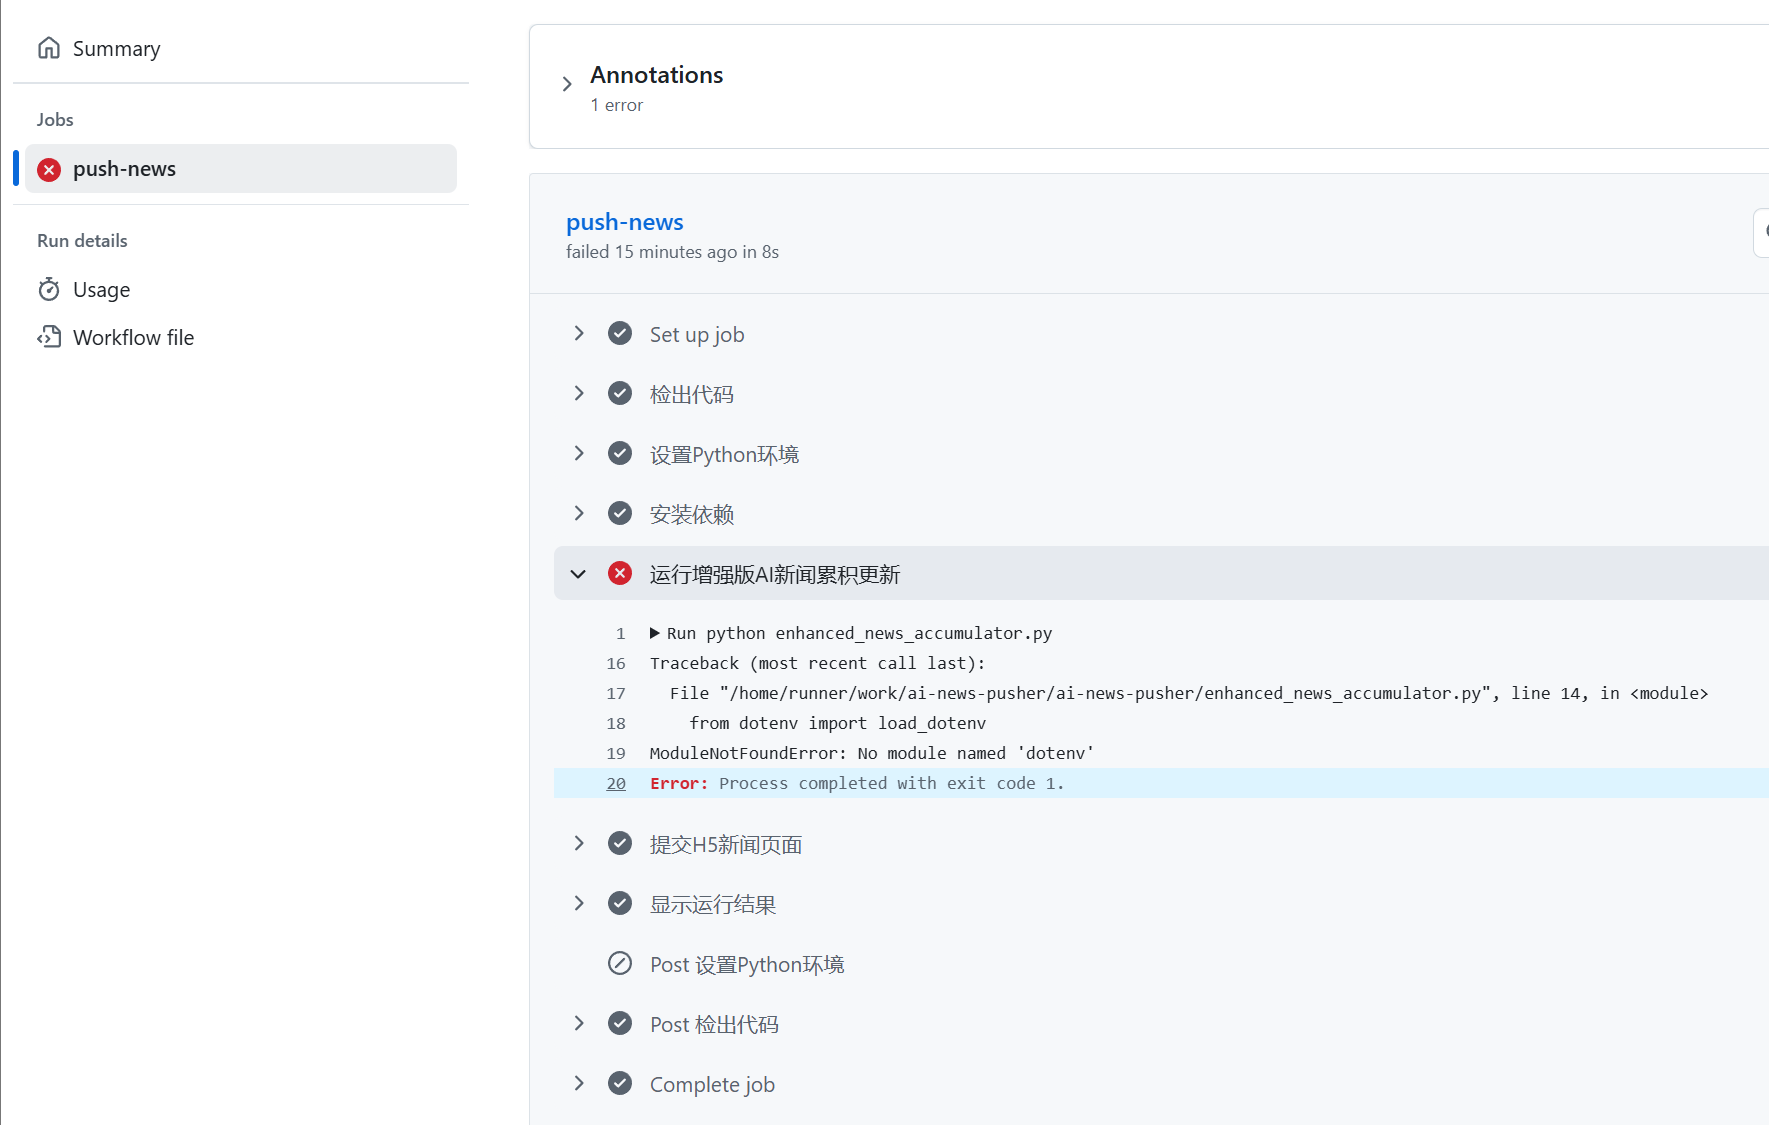 Summary
Jobs
push-news
Run details
Usage
Workflow file
Annotations
1 error
push-news
failed 15 minutes ago in 8s
Set up job
检出代码
设置Python环境
安装依赖
运行增强版AI新闻累积更新
1 Run python enhanced_news_accumulator.py
16 Traceback (most recent call last):
17 File "/home/runner/work/ai-news-pusher/ai-news-pusher/enhanced_news_accumulator.py", line 14, in <module>
18 from dotenv import load_dotenv
19 ModuleNotFoundError: No module named 'dotenv'
20 Error: Process completed with exit code 1.
提交H5新闻页面
显示运行结果
Post 设置Python环境
Post 检出代码
Complete job